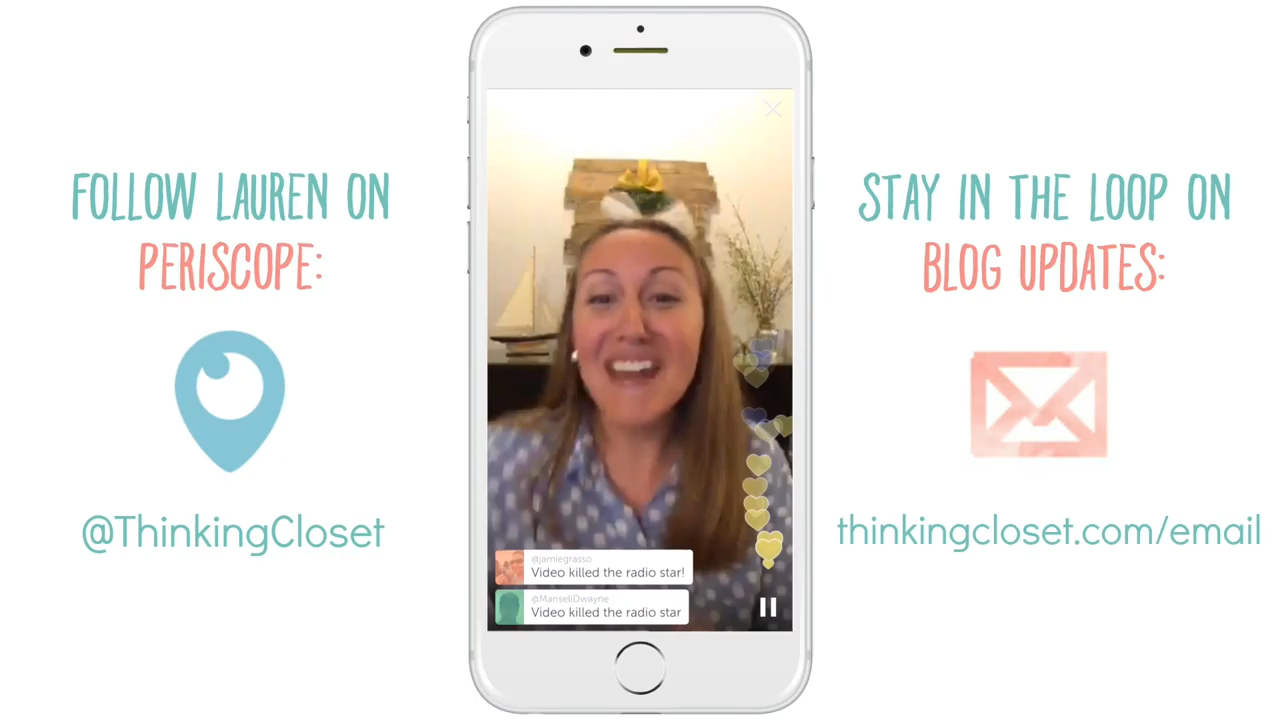 FOLLOW LAUREN ON
PERISCOPE:
@ThinkingCloset
@jamiegrasso
Video killed the radio star!
@ManseliDwayne
Video killed the radio star
STAY IN THE LOOP ON
BLOG UPDATES:
thinkingcloset.com/email